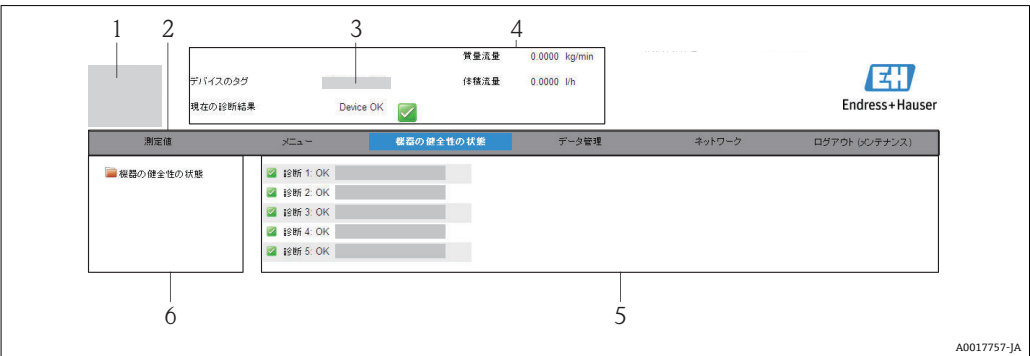 1 2 3 4
質量流量 0.0000 kg/min
デバイスのタグ 体積流量 0.0000 l/h
現在の診断結果 Device OK
EH
Endress+Hauser
測定値 メニュー 機器の健全性の状態 データ管理 ネットワーク ログアウト (メンテナンス)
機器の健全性の状態
診断 1: OK
診断 2: OK
診断 3: OK
診断 4: OK
診断 5: OK
6 5
A0017757-JA